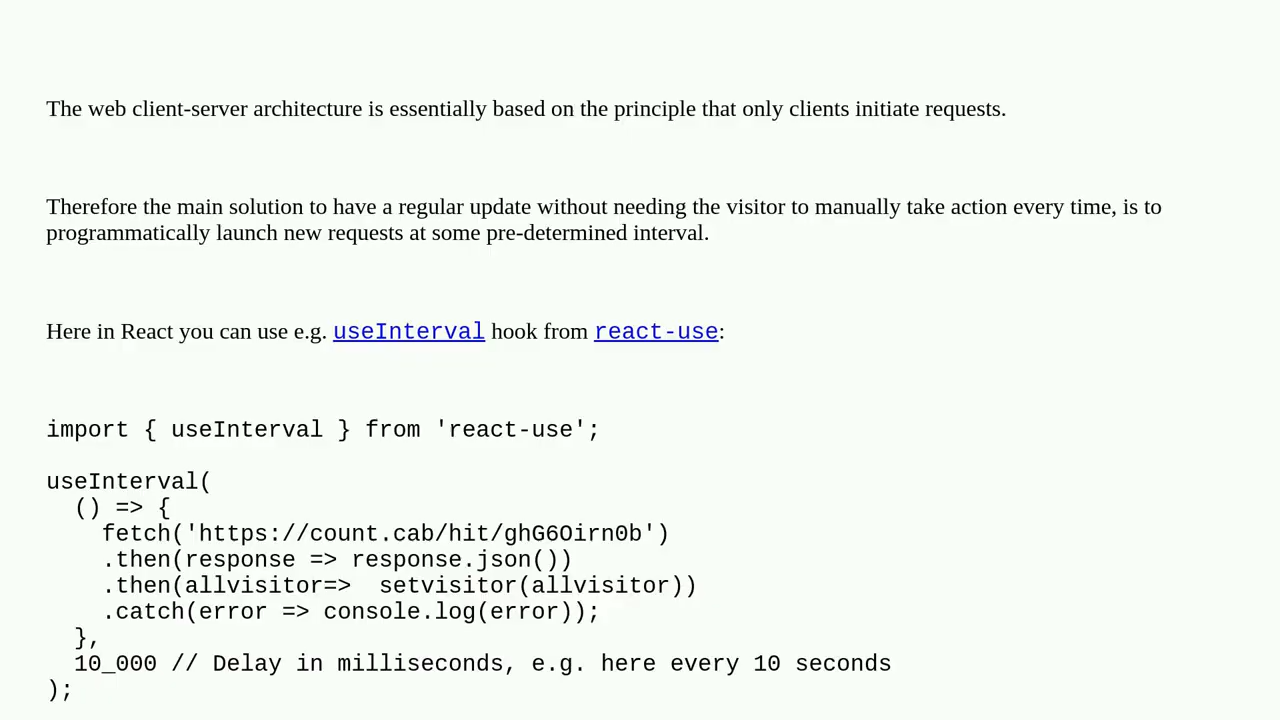 The web client-server architecture is essentially based on the principle that only clients initiate requests.
Therefore the main solution to have a regular update without needing the visitor to manually take action every time, is to
programmatically launch new requests at some pre-determined interval.
Here in React you can use e.g. useInterval hook from react-use:
import { useInterval } from 'react-use';
useInterval(
  () => {
    fetch('https://count.cab/hit/ghG6Oirn0b')
    .then(response => response.json())
    .then(allvisitor=>  setvisitor(allvisitor))
    .catch(error => console.log(error));
  },
  10_000 // Delay in milliseconds, e.g. here every 10 seconds
);